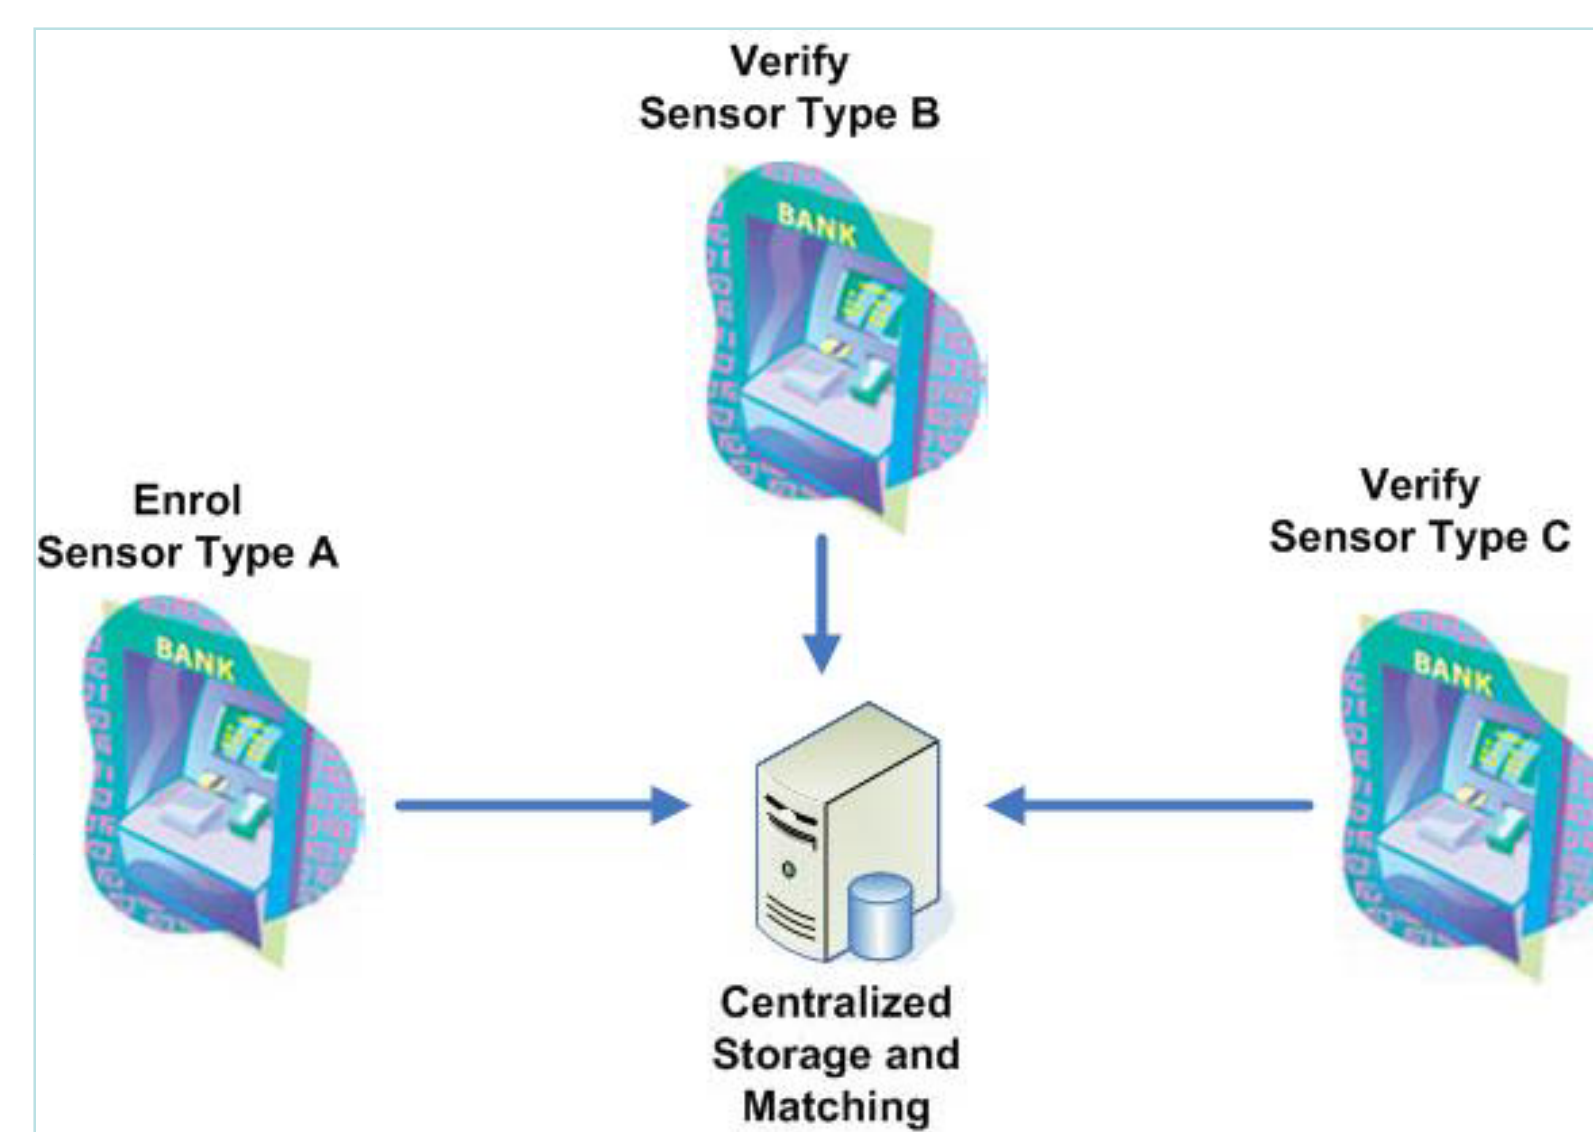 Verify
Sensor Type B
BANK
Enrol
Sensor Type A
BANK
Verify
Sensor Type C
BANK
Centralized
Storage and
Matching